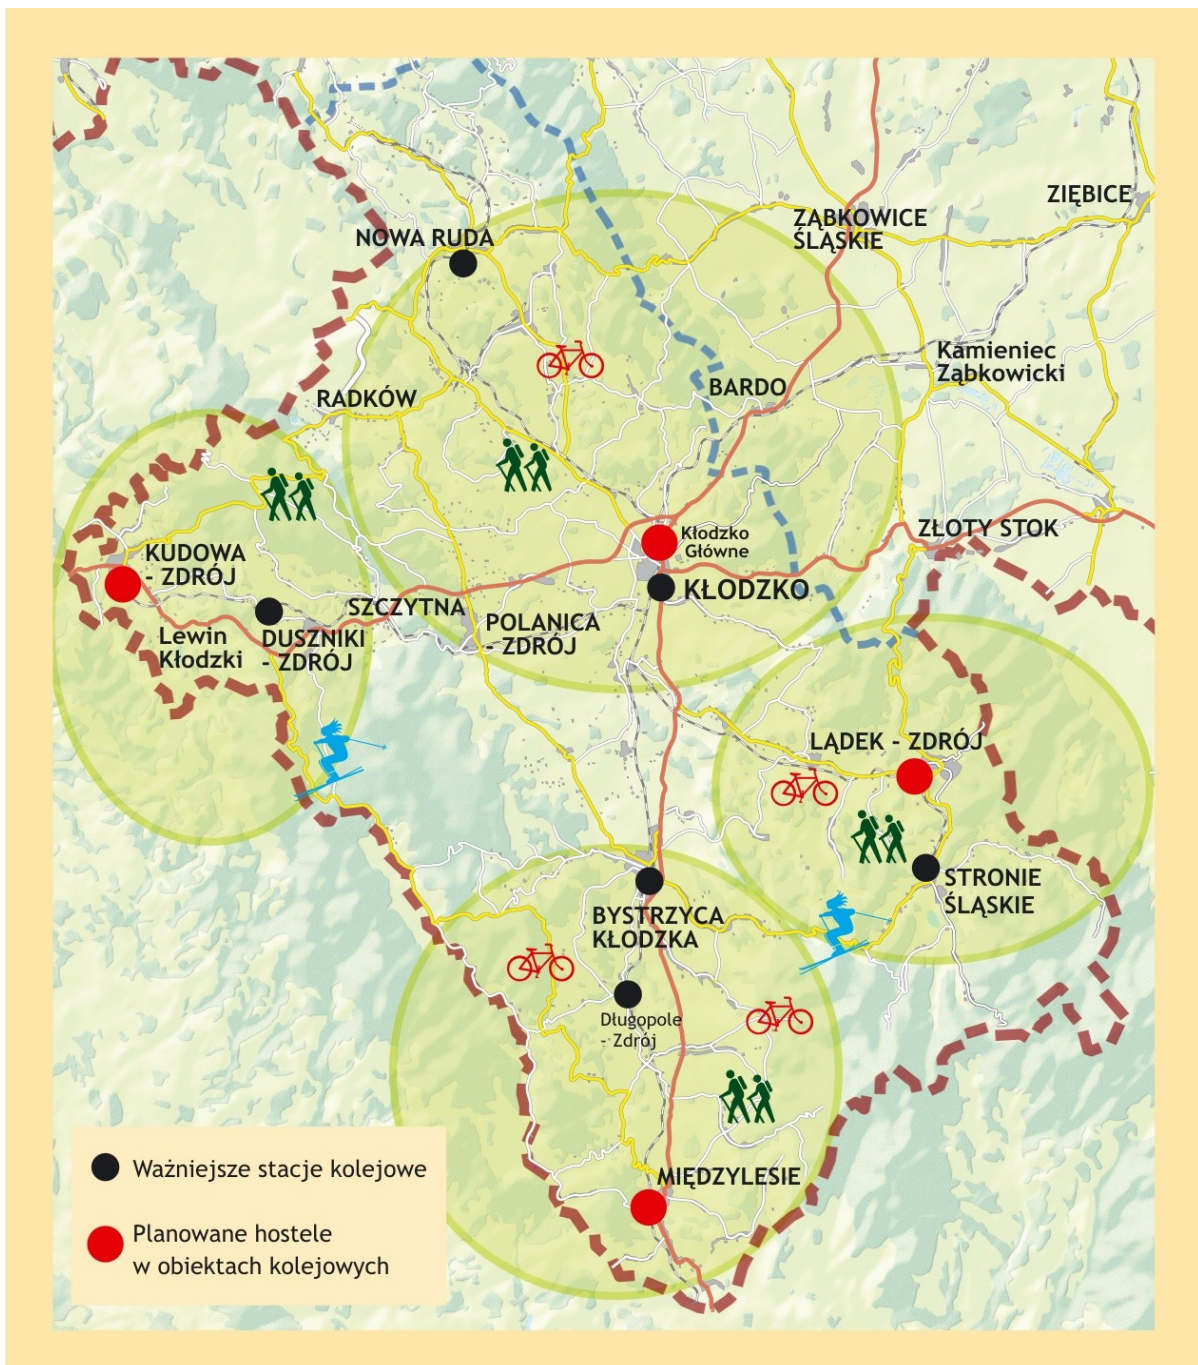 ZIĘBICE
ZĄBKOWICE
ŚLĄSKIE
NOWA RUDA
Kamieniec
Ząbkowicki
BARDO
RADKÓW
ZŁOTY STOK
Kłodzko
Główne
KUDOWA
- ZDRÓJ
KŁODZKO
SZCZYTNA
POLANICA
- ZDRÓJ
Lewin
Kłodzki
DUSZNIKI
- ZDRÓJ
LĄDEK - ZDRÓJ
STRONIE
ŚLĄSKIE
BYSTRZYCA
KŁODZKA
Długopole
- Zdrój
MIĘDZYLESIE
Ważniejsze stacje kolejowe
Planowane hostele
w obiektach kolejowych